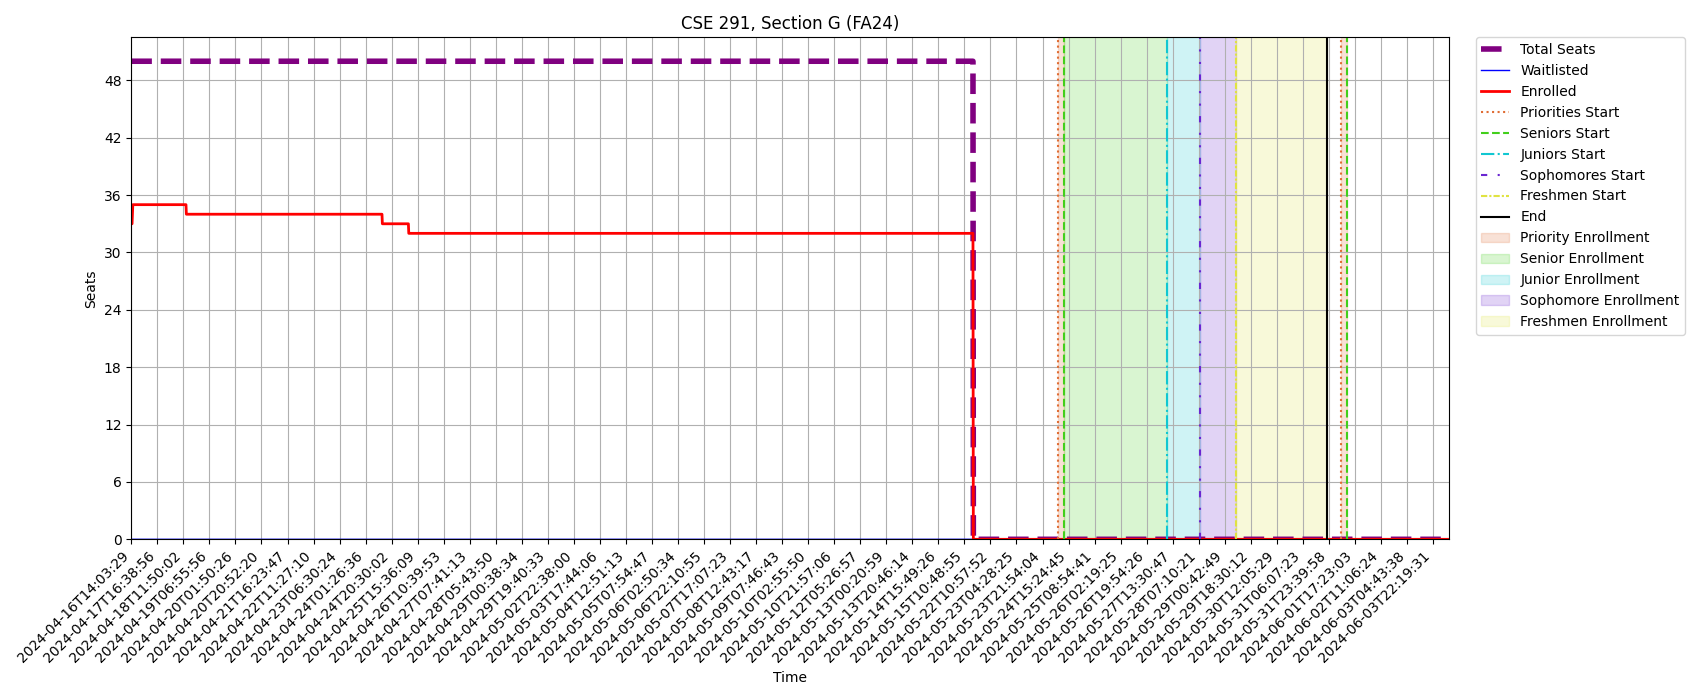 CSE 291, Section G (FA24)
Seats
48
42
36
30
24
18
12
6
0
2024-04-16T14:03:29
2024-04-17T16:38:56
2024-04-18T11:50:02
2024-04-19T06:55:56
2024-04-20T01:50:26
2024-04-20T20:52:20
2024-04-21T16:23:47
2024-04-22T11:27:10
2024-04-23T06:30:24
2024-04-24T01:26:36
2024-04-24T20:30:02
2024-04-25T15:36:09
2024-04-26T10:39:53
2024-04-27T07:41:13
2024-04-28T05:43:50
2024-04-29T00:38:34
2024-04-29T19:40:33
2024-05-02T22:38:00
2024-05-03T17:44:06
2024-05-04T12:51:13
2024-05-05T07:54:47
2024-05-06T02:50:34
2024-05-06T22:10:55
2024-05-07T17:07:23
2024-05-08T12:43:17
2024-05-09T07:46:43
2024-05-10T02:55:50
2024-05-10T21:57:06
2024-05-12T05:26:57
2024-05-13T00:20:59
2024-05-13T20:46:14
2024-05-14T15:49:26
2024-05-15T10:48:55
2024-05-22T10:57:52
2024-05-23T04:28:25
2024-05-23T21:54:04
2024-05-24T15:24:45
2024-05-25T08:54:41
2024-05-26T02:19:25
2024-05-26T19:54:26
2024-05-27T13:30:47
2024-05-28T07:10:21
2024-05-29T00:42:49
2024-05-29T18:30:12
2024-05-30T12:05:29
2024-05-31T06:07:23
2024-05-31T23:39:58
2024-06-01T17:23:03
2024-06-02T11:06:24
2024-06-03T04:43:38
2024-06-03T22:19:31
Time
Total Seats
Waitlisted
Enrolled
Priorities Start
Seniors Start
Juniors Start
Sophomores Start
Freshmen Start
End
Priority Enrollment
Senior Enrollment
Junior Enrollment
Sophomore Enrollment
Freshmen Enrollment